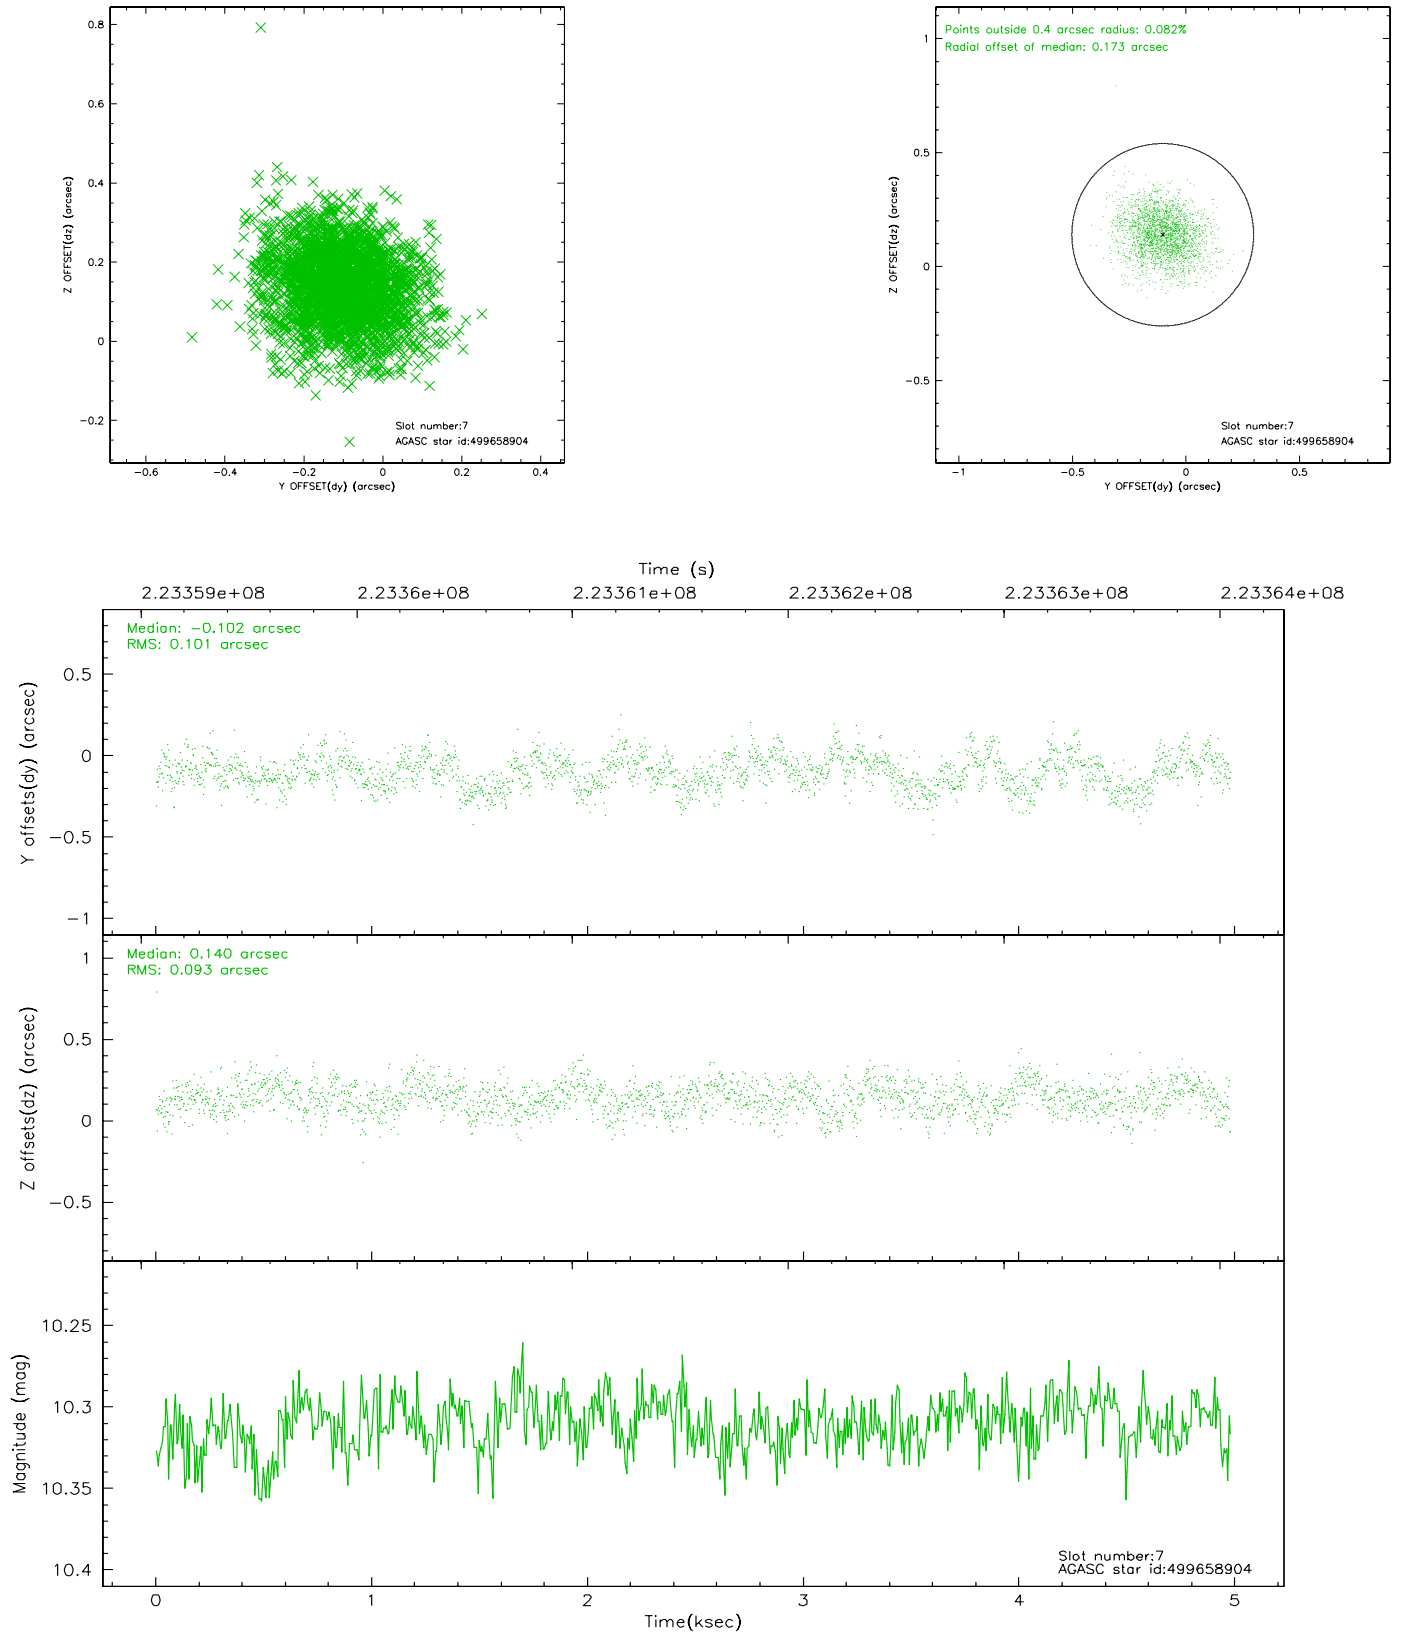 0.8
0.6
0.4
0.2
0
−0.2
Z OFFSET(dz) (arcsec)
−0.6
−0.4
−0.2
0
0.2
0.4
Y OFFSET(dy) (arcsec)
Slot number:7
AGASC star id:499658904
Points outside 0.4 arcsec radius: 0.082%
Radial offset of median: 0.173 arcsec
1
0.5
0
−0.5
Z OFFSET(dz) (arcsec)
−1
−0.5
0
0.5
Y OFFSET(dy) (arcsec)
Slot number:7
AGASC star id:499658904
Time (s)
2.23359e+08
2.2336e+08
2.23361e+08
2.23362e+08
2.23363e+08
2.23364e+08
Median: −0.102 arcsec
RMS: 0.101 arcsec
0.5
0
−0.5
−1
Y offsets(dy) (arcsec)
Median: 0.140 arcsec
RMS: 0.093 arcsec
1
0.5
0
−0.5
Z offsets(dz) (arcsec)
10.25
10.3
10.35
10.4
Magnitude (mag)
Slot number:7
AGASC star id:499658904
0
1
2
3
4
5
Time(ksec)